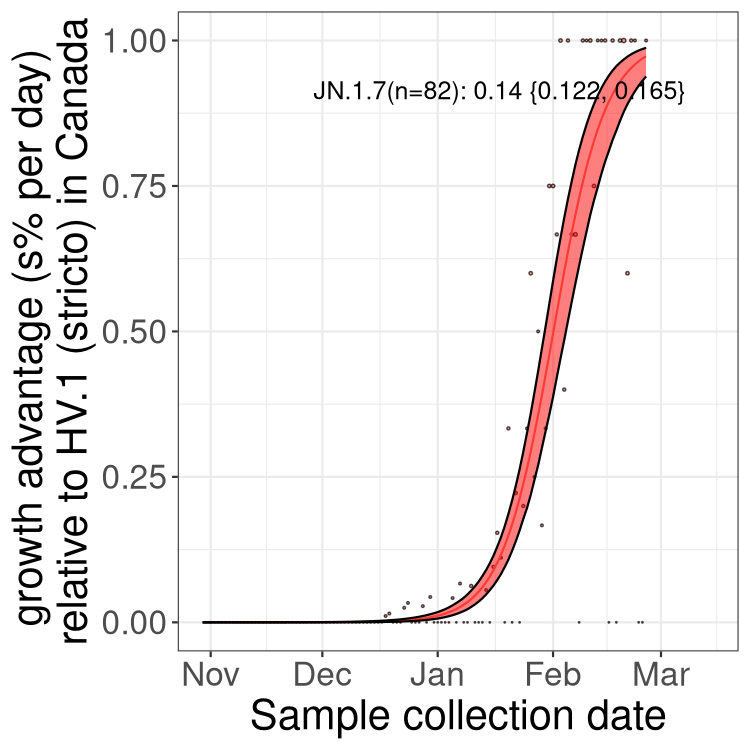 growth advantage (s% per day)
relative to HV.1 (stricto) in Canada
1.00
0.75
0.50
0.25
0.00
JN.1.7(n=82): 0.14 {0.122, 0.165}
Nov Dec Jan Feb Mar
Sample collection date